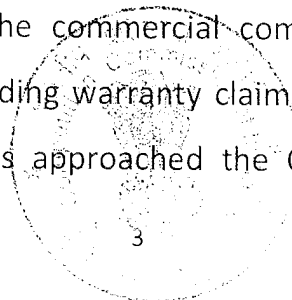 he commercial com
ding warranty claim
s approached the
3